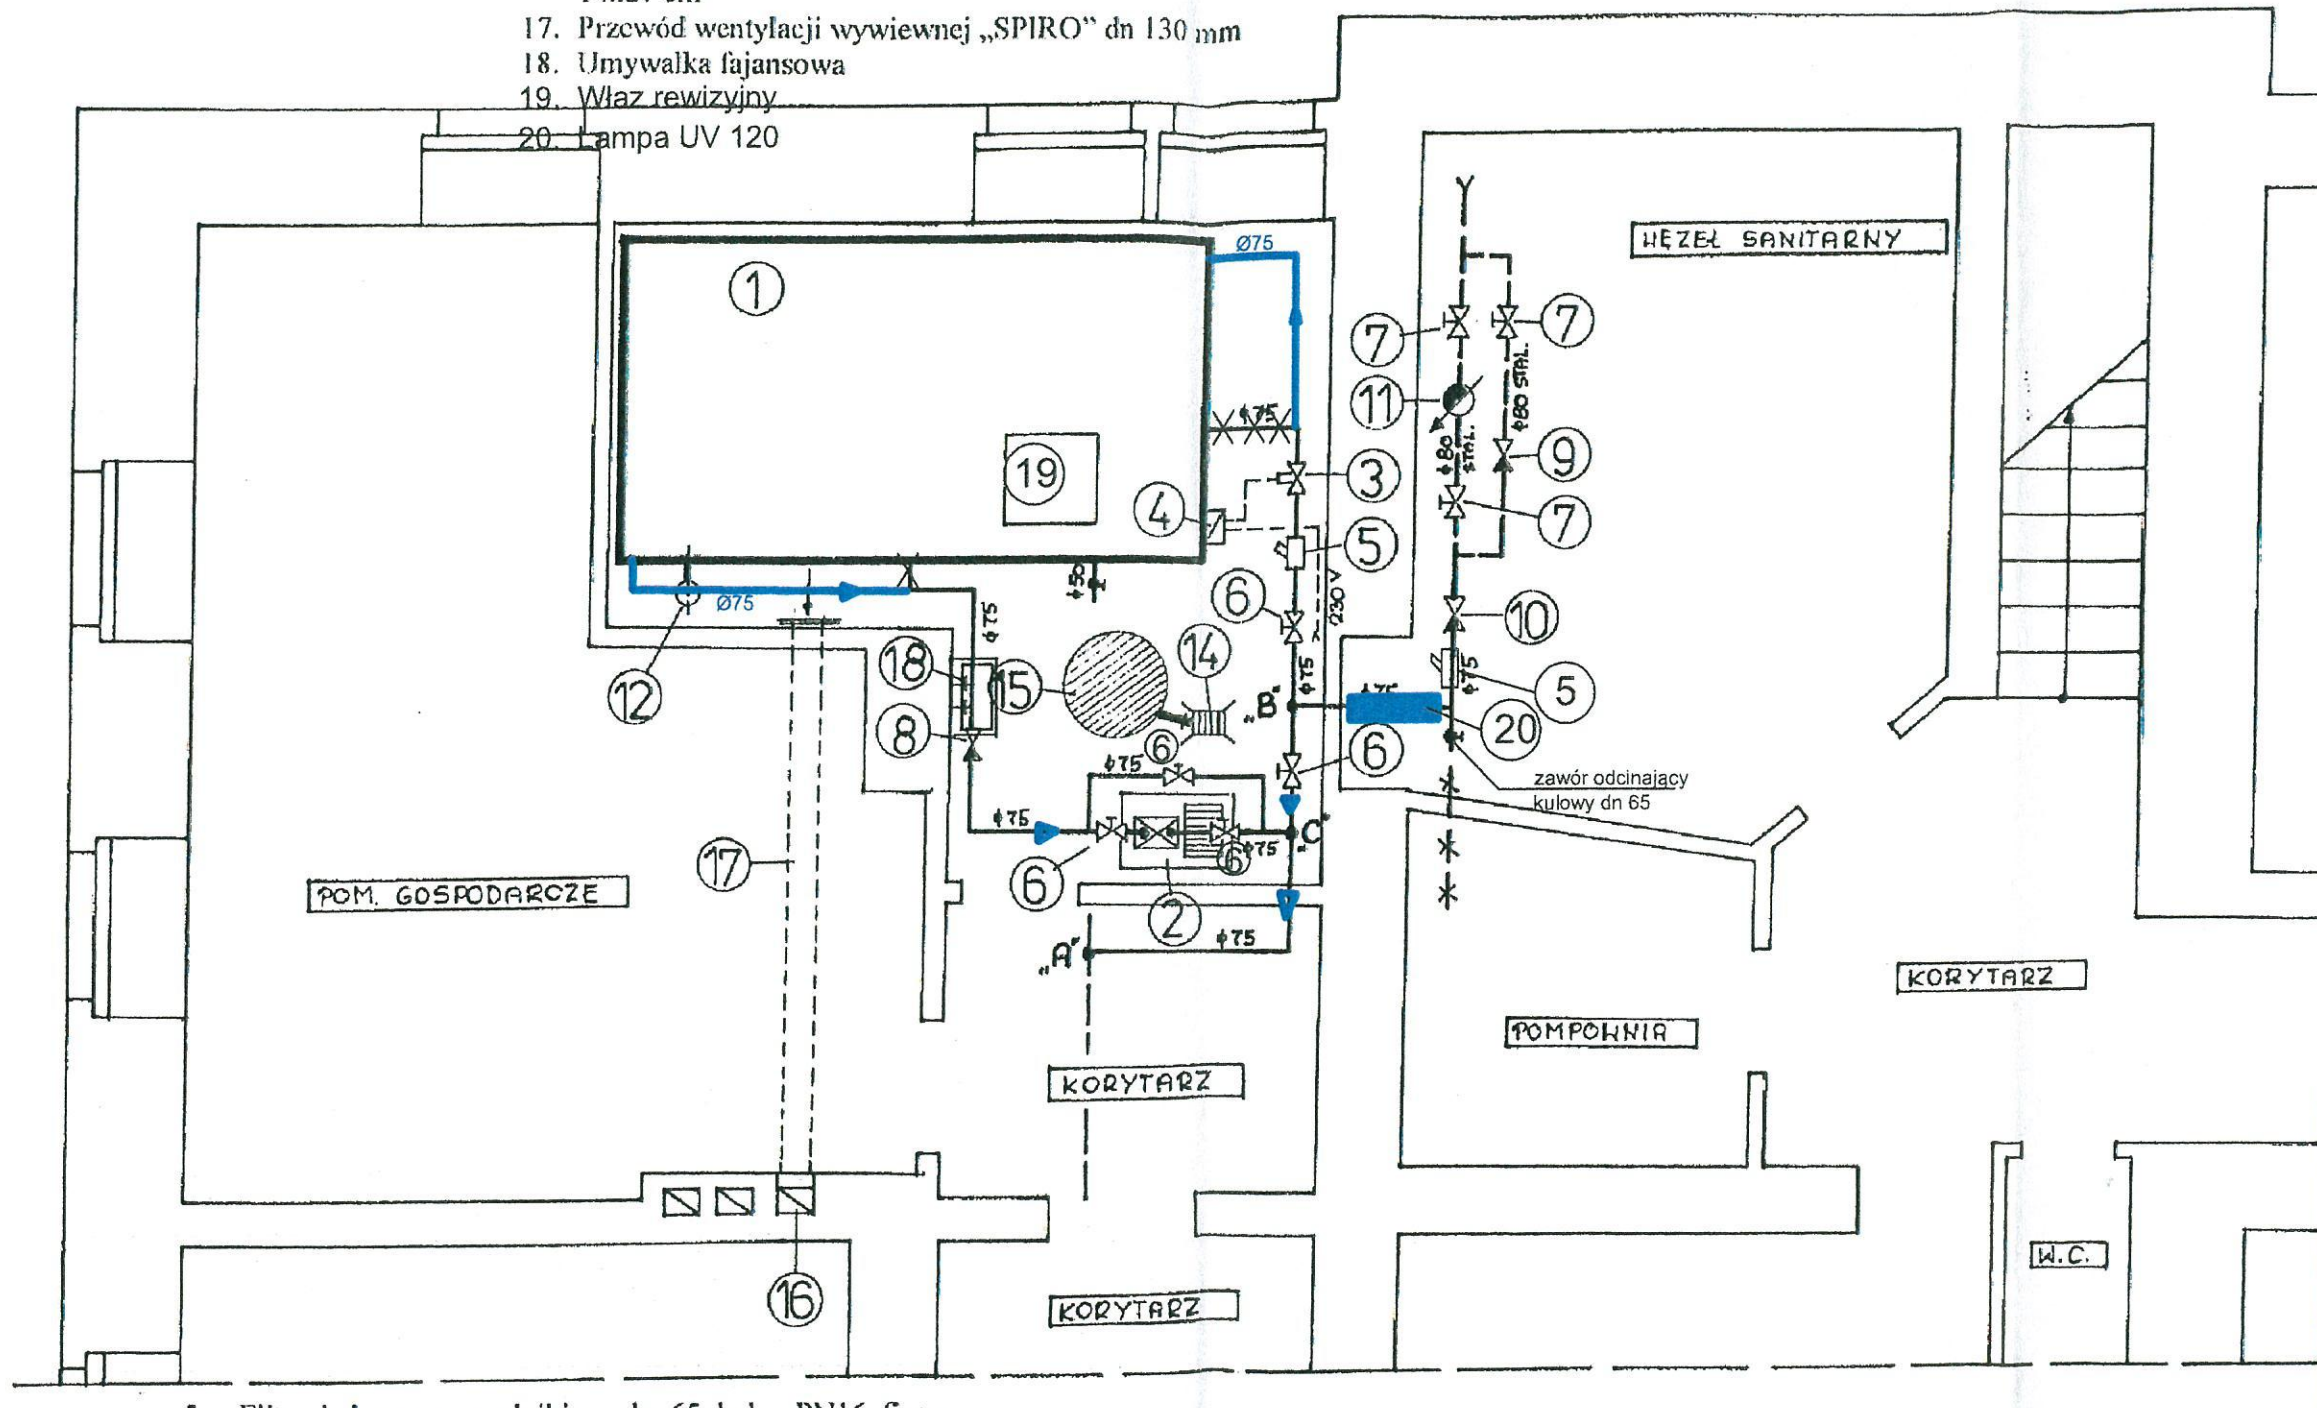 17. Przewód wentylacji wywiewnej „SPIRO” dn 130 mm
18. Umywalka fajansowa
19. Właz rewizyjny
20. Lampa UV 120
WĘZEŁ SANITARNY
Ø75
1
7
7
11
ϕ80 STAL.
ϕ75
19
3
ϕ80 STAL.
9
4
7
5
230 V
ϕ50
6
10
Ø75
ϕ75
12
18
15
14
ϕ75
ϕ75
5
„B”
ϕ75
20
8
6
6
ϕ75
zawór odcinający
kulowy dn 65
ϕ75
„C”
ϕ75
6
6
17
2
POM. GOSPODARCZE
„A”
ϕ75
KORYTARZ
POMPOWNIA
KORYTARZ
W.C.
16
KORYTARZ